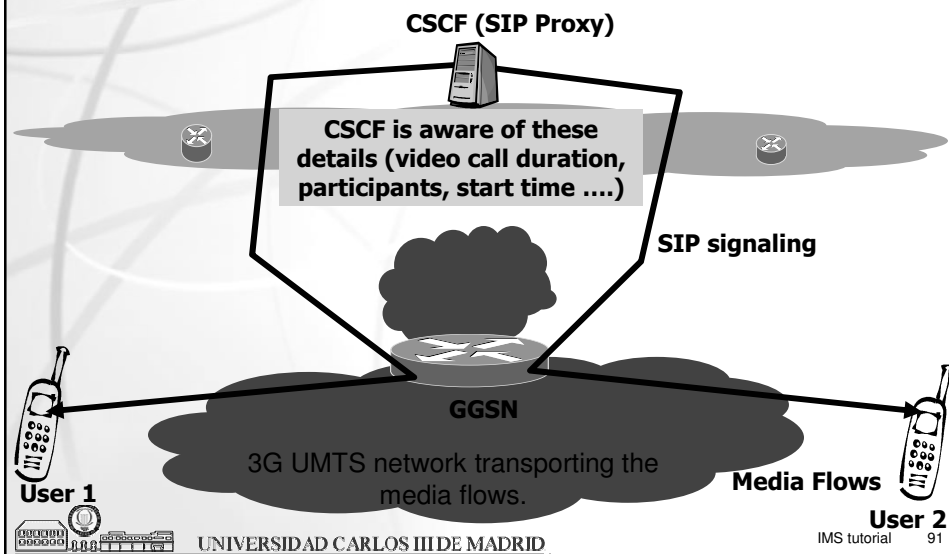 CSCF (SIP Proxy)
CSCF is aware of these
details (video call duration,
participants, start time ....)
SIP signaling
GGSN
3G UMTS network transporting the
media flows.
Media Flows
User 1
User 2
UNIVERSIDAD CARLOS III DE MADRID
IMS tutorial 91